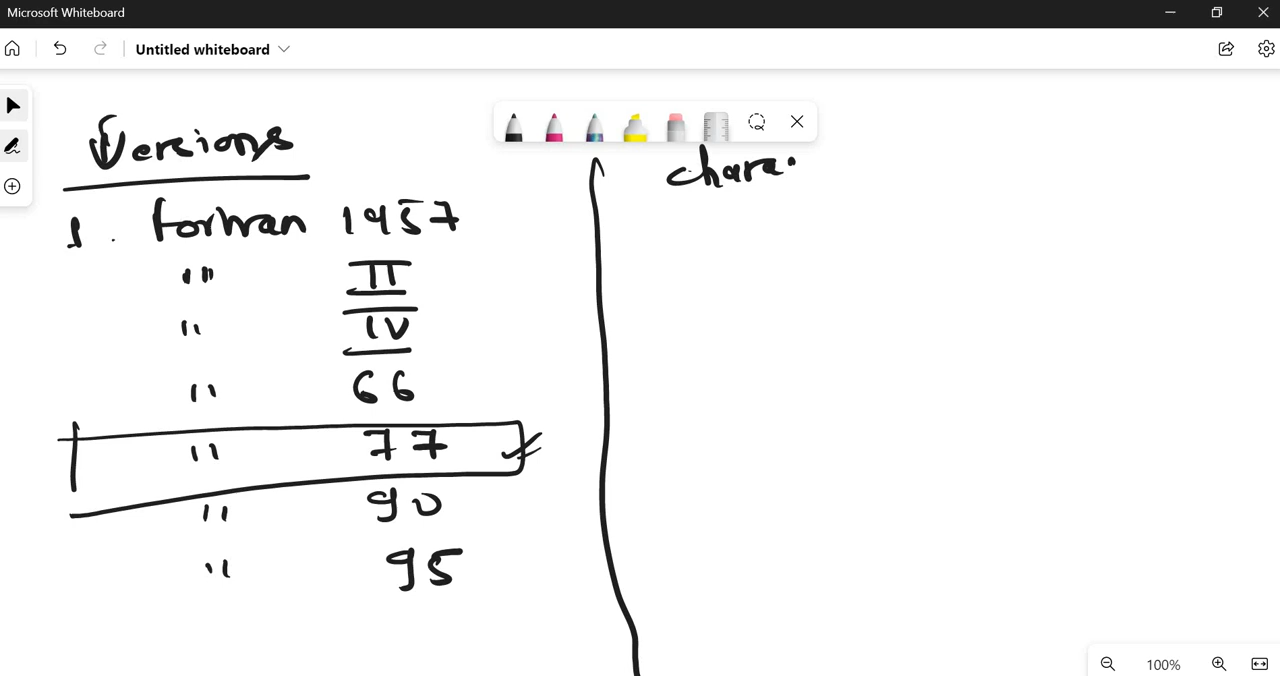 Microsoft Whiteboard
Untitled whiteboard
Versions
1. Fortran 1957
" II
" IV
" 66
" 77
" 90
" 95
chara
100%